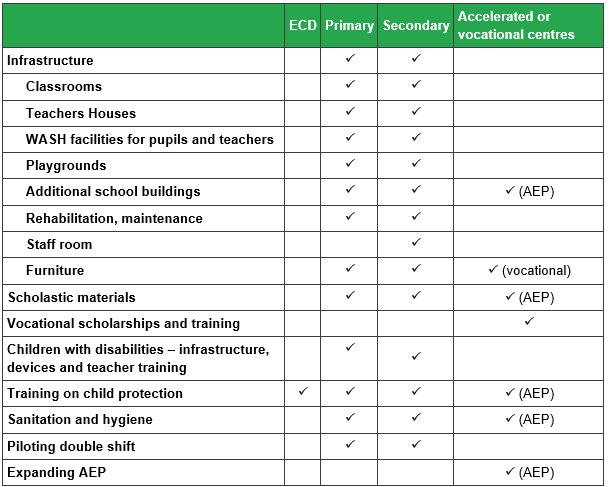 ECD Primary Secondary Accelerated or
vocational centres
Infrastructure ✓ ✓
Classrooms ✓ ✓
Teachers Houses ✓ ✓
WASH facilities for pupils and teachers ✓ ✓
Playgrounds ✓ ✓
Additional school buildings ✓ ✓ ✓ (AEP)
Rehabilitation, maintenance ✓ ✓
Staff room ✓
Furniture ✓ ✓ ✓ (vocational)
Scholastic materials ✓ ✓ ✓ (AEP)
Vocational scholarships and training ✓
Children with disabilities – infrastructure,
devices and teacher training ✓ ✓
Training on child protection ✓ ✓ ✓ ✓ (AEP)
Sanitation and hygiene ✓ ✓ ✓ (AEP)
Piloting double shift ✓ ✓
Expanding AEP ✓ (AEP)